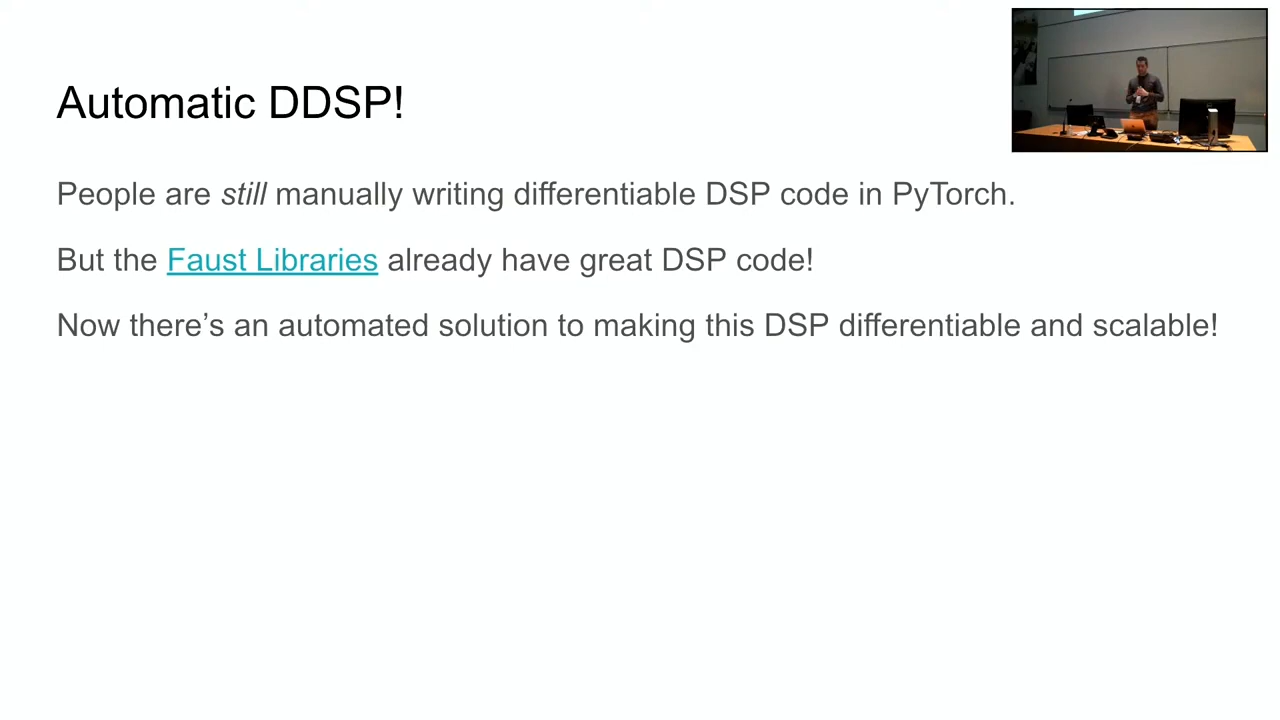 Automatic DDSP!
People are still manually writing differentiable DSP code in PyTorch.
But the Faust Libraries already have great DSP code!
Now there’s an automated solution to making this DSP differentiable and scalable!